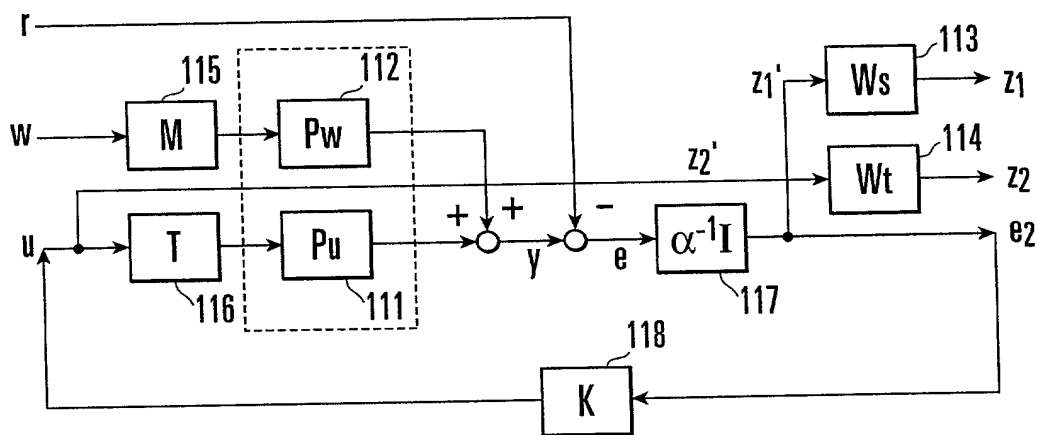 r
115
112
113
w
M
Pw
z1'
Ws
z1
z2'
114
Wt
z2
u
T
Pu
+
+
−
y
e
α⁻¹I
e2
116
111
117
118
K